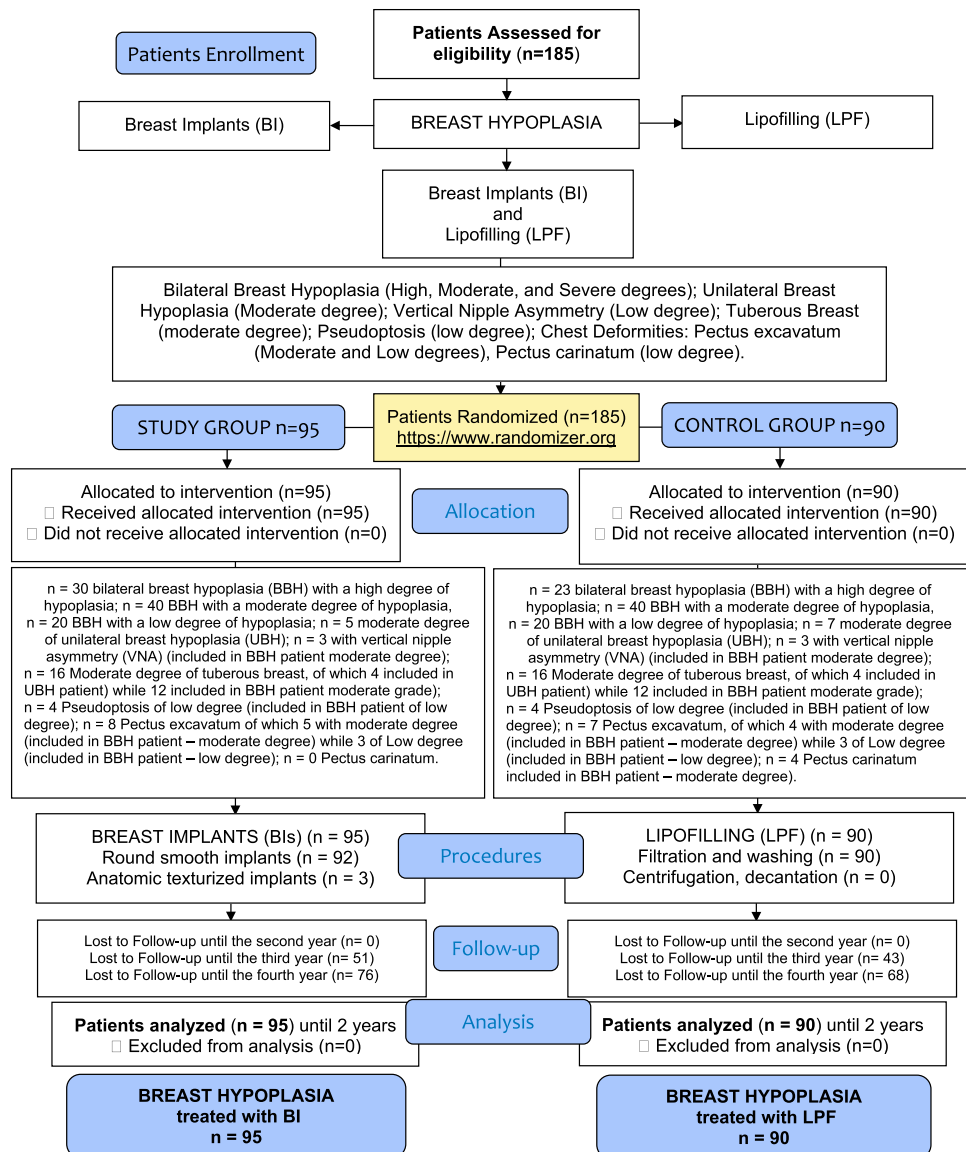 Patients Enrollment
Patients Assessed for
eligibility (n=185)
Breast Implants (BI)
BREAST HYPOPLASIA
Lipofilling (LPF)
Breast Implants (BI)
and
Lipofilling (LPF)
Bilateral Breast Hypoplasia (High, Moderate, and Severe degrees); Unilateral Breast
Hypoplasia (Moderate degree); Vertical Nipple Asymmetry (Low degree); Tuberous Breast
(moderate degree); Pseudoptosis (low degree); Chest Deformities: Pectus excavatum
(Moderate and Low degrees), Pectus carinatum (low degree).
STUDY GROUP n=95
Patients Randomized (n=185)
https://www.randomizer.org
CONTROL GROUP n=90
Allocated to intervention (n=95)
□ Received allocated intervention (n=95)
□ Did not receive allocated intervention (n=0)
Allocation
Allocated to intervention (n=90)
□ Received allocated intervention (n=90)
□ Did not receive allocated intervention (n=0)
n = 30 bilateral breast hypoplasia (BBH) with a high degree of
hypoplasia; n = 40 BBH with a moderate degree of hypoplasia,
n = 20 BBH with a low degree of hypoplasia; n = 5 moderate
degree of unilateral breast hypoplasia (UBH); n = 3 with vertical nipple
asymmetry (VNA) (included in BBH patient moderate degree);
n = 16 Moderate degree of tuberous breast, of which 4 included in
UBH patient) while 12 included in BBH patient moderate grade);
n = 4 Pseudoptosis of low degree (included in BBH patient of low
degree); n = 8 Pectus excavatum of which 5 with moderate degree
(included in BBH patient – moderate degree) while 3 of Low degree
(included in BBH patient – low degree); n = 0 Pectus carinatum.
n = 23 bilateral breast hypoplasia (BBH) with a high degree of
hypoplasia; n = 40 BBH with a moderate degree of hypoplasia,
n = 20 BBH with a low degree of hypoplasia; n = 7 moderate
degree of unilateral breast hypoplasia (UBH); n = 3 with vertical nipple
asymmetry (VNA) (included in BBH patient moderate degree);
n = 16 Moderate degree of tuberous breast, of which 4 included in
UBH patient) while 12 included in BBH patient moderate grade);
n = 4 Pseudoptosis of low degree (included in BBH patient of low
degree); n = 7 Pectus excavatum, of which 4 with moderate degree
(included in BBH patient – moderate degree) while 3 of Low degree
(included in BBH patient – low degree); n = 4 Pectus carinatum
included in BBH patient – moderate degree).
BREAST IMPLANTS (BIs) (n = 95)
Round smooth implants (n = 92)
Anatomic texturized implants (n = 3)
Procedures
LIPOFILLING (LPF) (n = 90)
Filtration and washing (n = 90)
Centrifugation, decantation (n = 0)
Lost to Follow-up until the second year (n= 0)
Lost to Follow-up until the third year (n= 51)
Lost to Follow-up until the fourth year (n= 76)
Follow-up
Lost to Follow-up until the second year (n= 0)
Lost to Follow-up until the third year (n= 43)
Lost to Follow-up until the fourth year (n= 68)
Patients analyzed (n = 95) until 2 years
□ Excluded from analysis (n=0)
Analysis
Patients analyzed (n = 90) until 2 years
□ Excluded from analysis (n=0)
BREAST HYPOPLASIA
treated with BI
n = 95
BREAST HYPOPLASIA
treated with LPF
n = 90